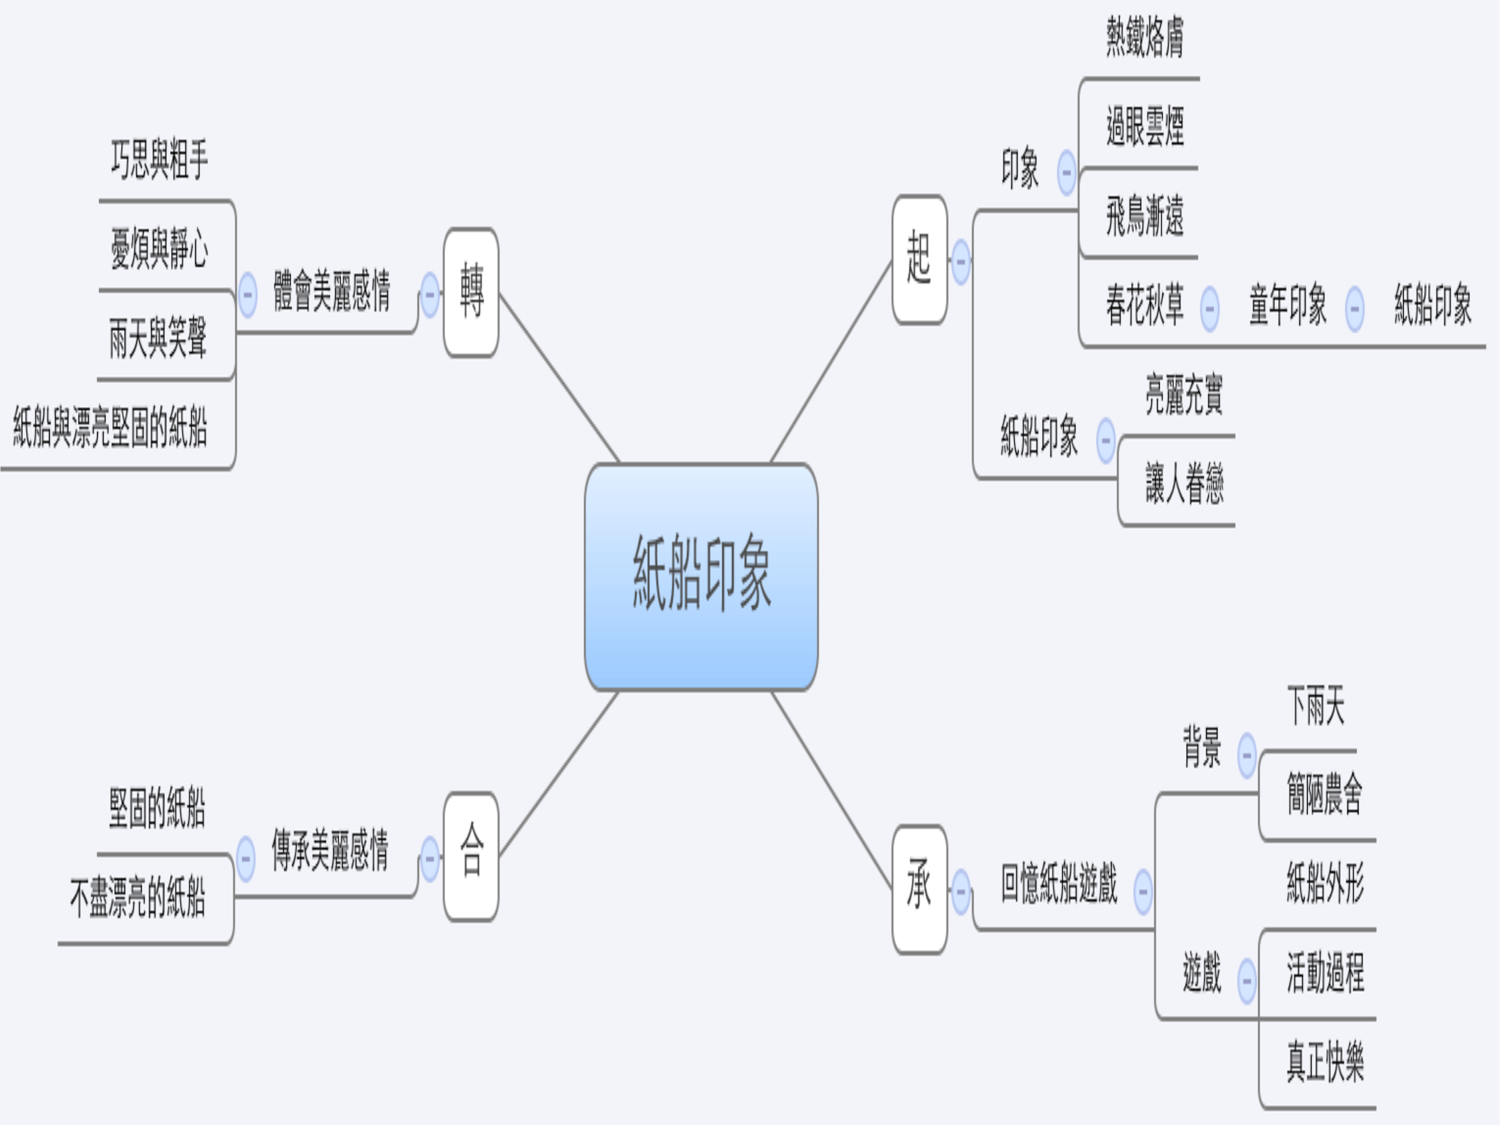 紙船印象
起
印象
熱鐵烙膚
過眼雲煙
飛鳥漸遠
春花秋草
童年印象
紙船印象
紙船印象
亮麗充實
讓人眷戀
承
回憶紙船遊戲
背景
下雨天
簡陋農舍
遊戲
紙船外形
活動過程
真正快樂
轉
體會美麗感情
巧思與粗手
憂煩與靜心
雨天與笑聲
紙船與漂亮堅固的紙船
合
傳承美麗感情
堅固的紙船
不盡漂亮的紙船